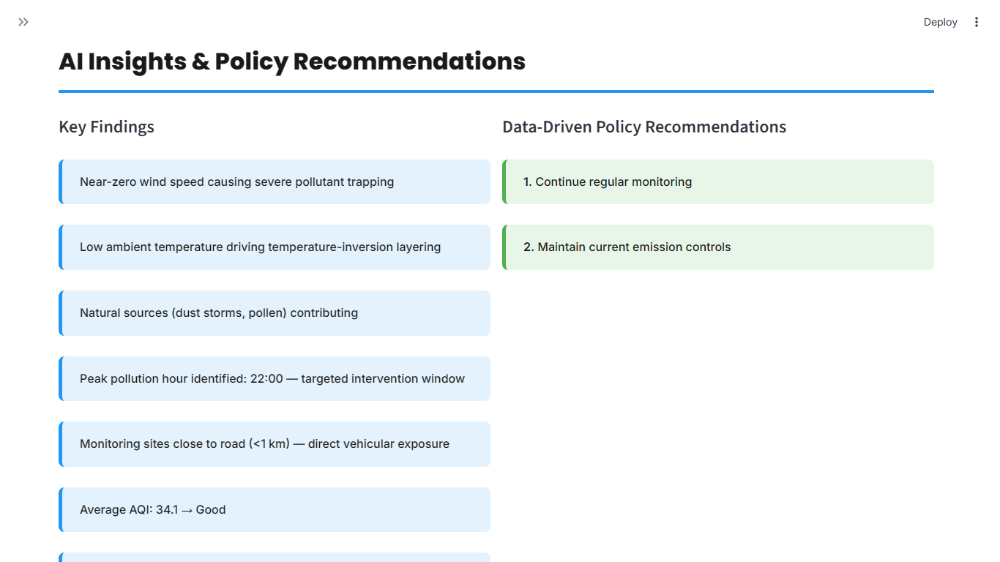 Deploy
AI Insights & Policy Recommendations
Key Findings
Near-zero wind speed causing severe pollutant trapping
Low ambient temperature driving temperature-inversion layering
Natural sources (dust storms, pollen) contributing
Peak pollution hour identified: 22:00 — targeted intervention window
Monitoring sites close to road (<1 km) — direct vehicular exposure
Average AQI: 34.1 → Good
Data-Driven Policy Recommendations
1. Continue regular monitoring
2. Maintain current emission controls